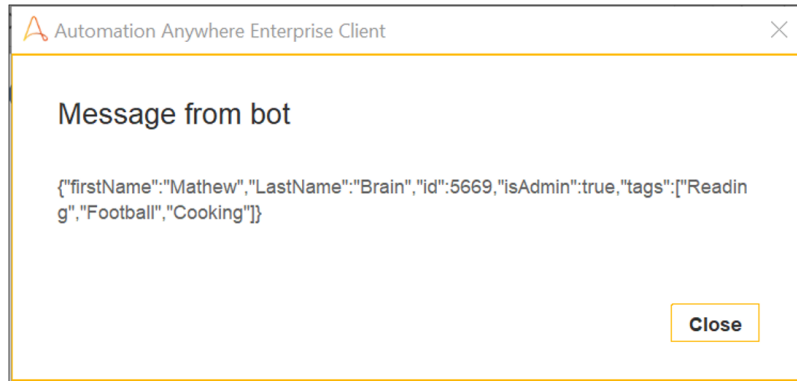 Automation Anywhere Enterprise Client
Message from bot
{"firstName":"Mathew","LastName":"Brain","id":5669,"isAdmin":true,"tags":["Readin
g","Football","Cooking"]}
Close